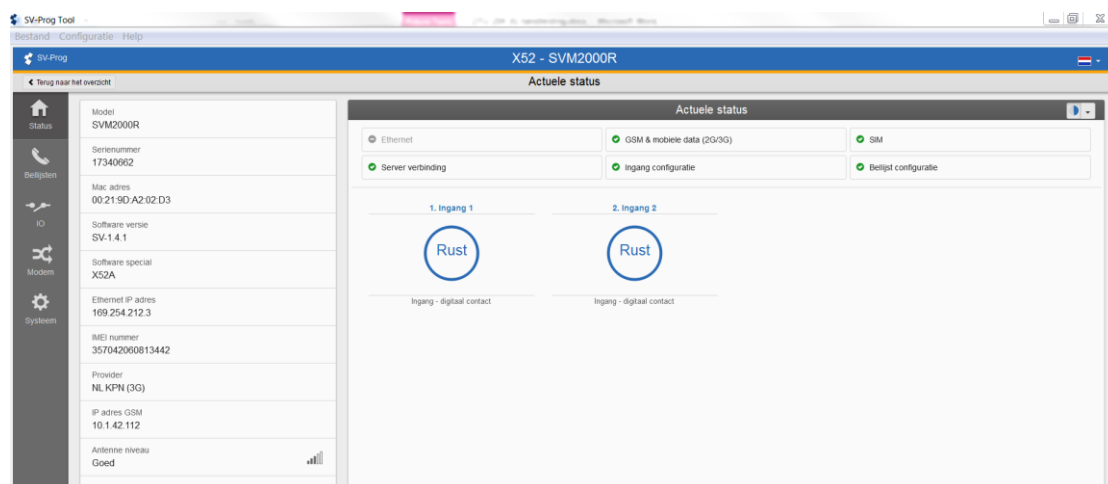 SV-Prog Tool
Bestand Configuratie Help
SV-Prog
X52 - SVM2000R
Terug naar het overzicht
Actuele status
Status
Bellijsten
IO
Modem
Systeem
Model
SVM2000R
Serienummer
17340662
Mac adres
00:21:9D:A2:02:D3
Software versie
SV-1.4.1
Software special
X52A
Ethernet IP adres
169.254.212.3
IMEI nummer
357042060813442
Provider
NL KPN (3G)
IP adres GSM
10.1.42.112
Antenne niveau
Goed
Actuele status
Ethernet
GSM & mobiele data (2G/3G)
SIM
Server verbinding
Ingang configuratie
Bellijst configuratie
1. Ingang 1
2. Ingang 2
Rust
Rust
Ingang - digitaal contact
Ingang - digitaal contact